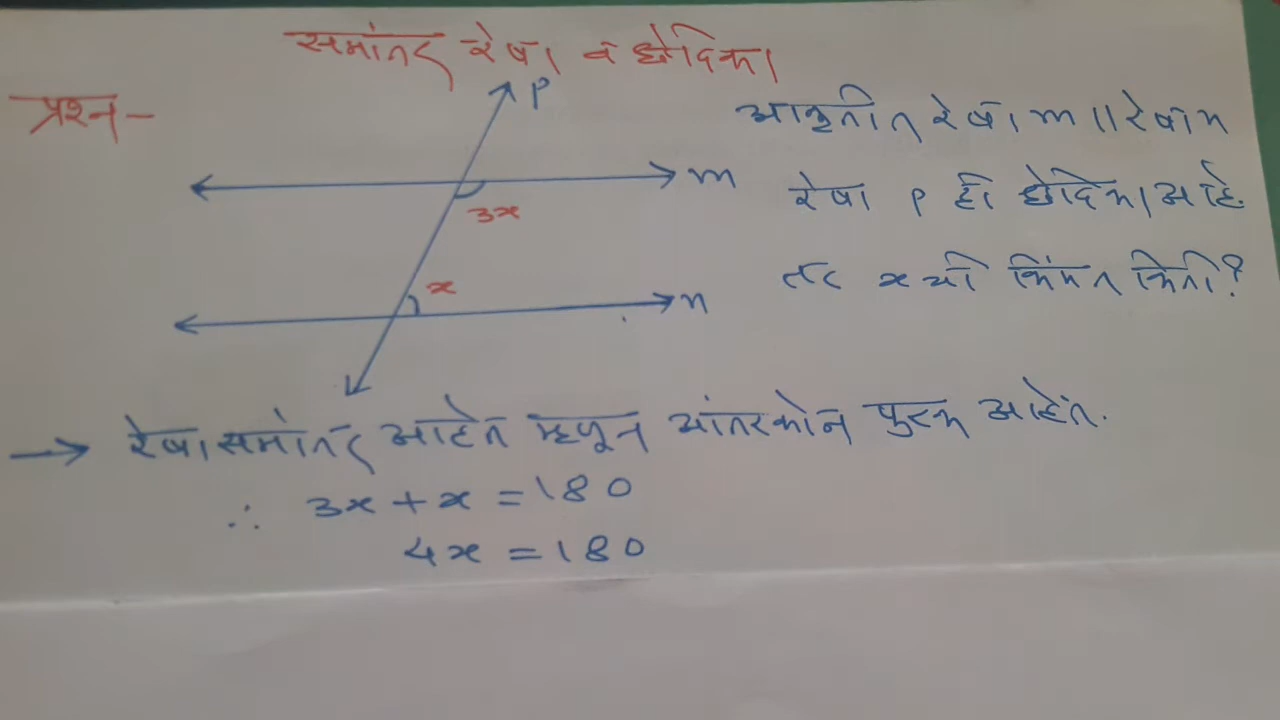 समांतर रेषा व छेदिका
प्रश्न-
P
m
3x
x
n
आकृतीत रेषा m || रेषा n
रेषा P ही छेदिका आहे.
तर x ची किंमत किती?
→ रेषा समांतर आहेत म्हणून आंतरकोन पुरक आहेत.
∴ 3x + x = 180
4x = 180